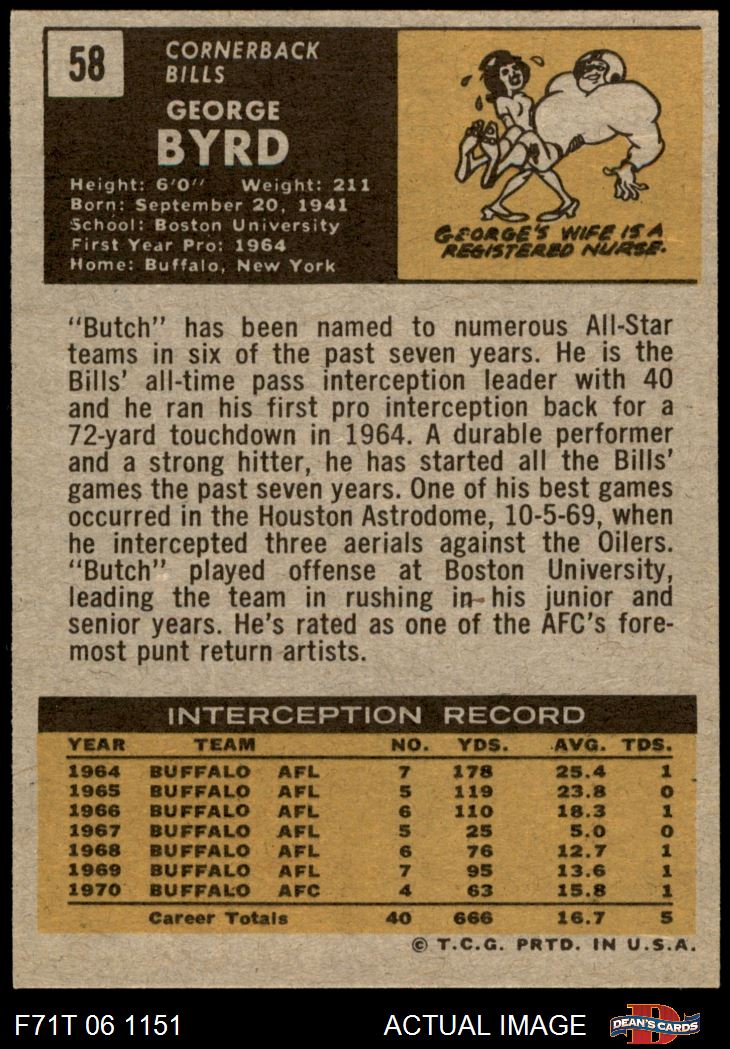 58
CORNERBACK
BILLS
GEORGE
BYRD
Height: 6'0" Weight: 211
Born: September 20, 1941
School: Boston University
First Year Pro: 1964
Home: Buffalo, New York
GEORGE'S WIFE IS A
REGISTERED NURSE.
"Butch" has been named to numerous All-Star
teams in six of the past seven years. He is the
Bills' all-time pass interception leader with 40
and he ran his first pro interception back for a
72-yard touchdown in 1964. A durable performer
and a strong hitter, he has started all the Bills'
games the past seven years. One of his best games
occurred in the Houston Astrodome, 10-5-69, when
he intercepted three aerials against the Oilers.
"Butch" played offense at Boston University,
leading the team in rushing in his junior and
senior years. He's rated as one of the AFC's fore-
most punt return artists.
INTERCEPTION RECORD
YEAR TEAM NO. YDS. AVG. TDS.
1964 BUFFALO AFL 7 178 25.4 1
1965 BUFFALO AFL 5 119 23.8 0
1966 BUFFALO AFL 6 110 18.3 1
1967 BUFFALO AFL 5 25 5.0 0
1968 BUFFALO AFL 6 76 12.7 1
1969 BUFFALO AFL 7 95 13.6 1
1970 BUFFALO AFC 4 63 15.8 1
Career Totals 40 666 16.7 5
© T.C.G. PRTD. IN U.S.A.
F71T 06 1151 ACTUAL IMAGE DEAN'S CARDS